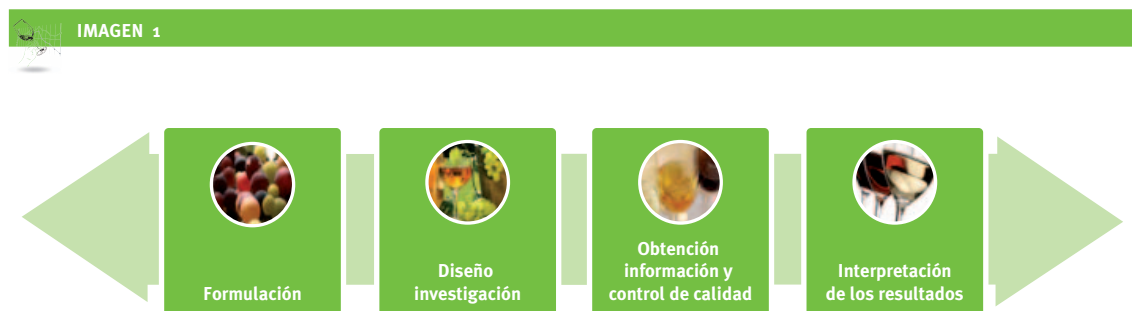 IMAGEN 1
Formulación
Diseño
investigación
Obtención
información y
control de calidad
Interpretación
de los resultados